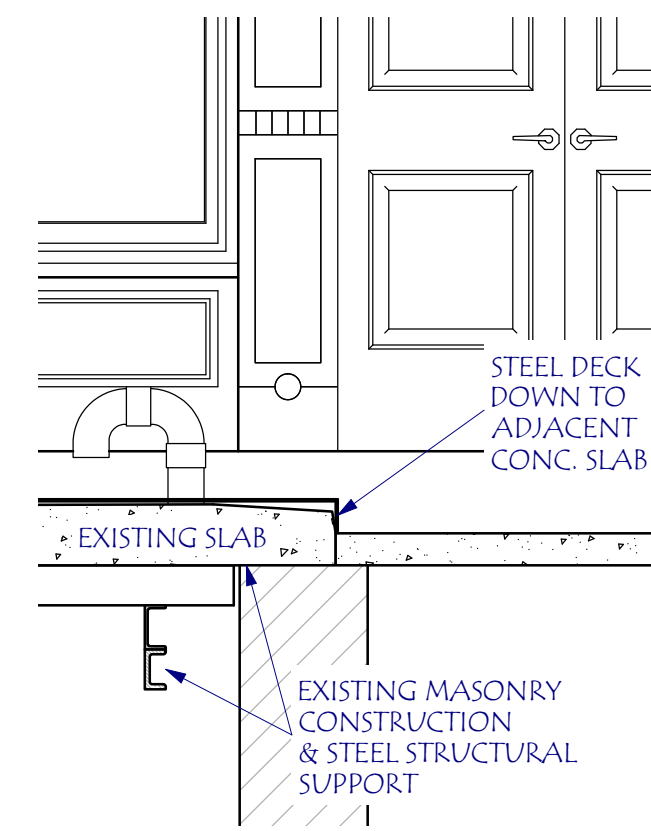 STEEL DECK
DOWN TO
ADJACENT
CONC. SLAB
EXISTING SLAB
EXISTING MASONRY
CONSTRUCTION
& STEEL STRUCTURAL
SUPPORT